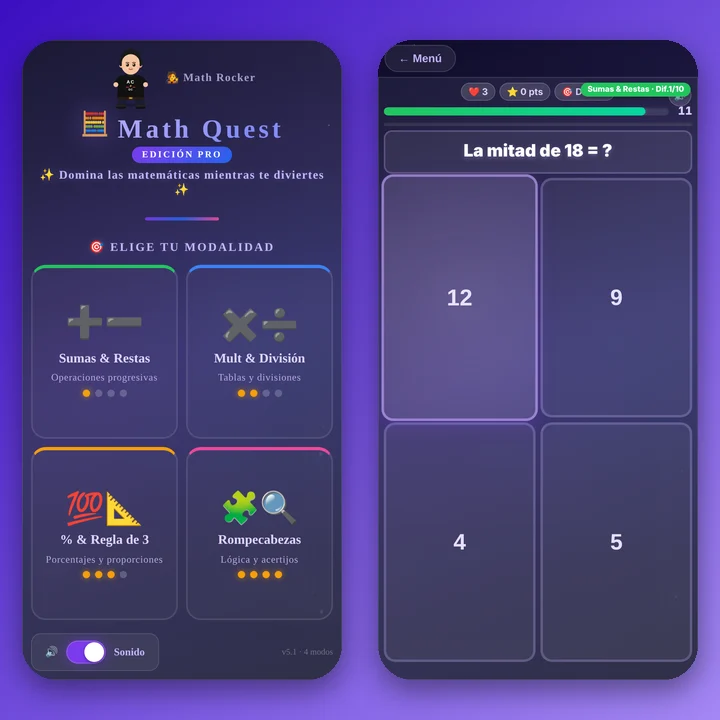 Math Rocker
Math Quest
EDICIÓN PRO
✨ Domina las matemáticas mientras te diviertes
✨
🎯 ELIGE TU MODALIDAD
Sumas & Restas
Operaciones progresivas
Mult & División
Tablas y divisiones
💯
% & Regla de 3
Porcentajes y proporciones
Rompecabezas
Lógica y acertijos
Sonido
v5.1 · 4 modos
← Menú
❤️ 3
⭐ 0 pts
🎯 D
Sumas & Restas · Dif.1/10
11
La mitad de 18 = ?
12
9
4
5